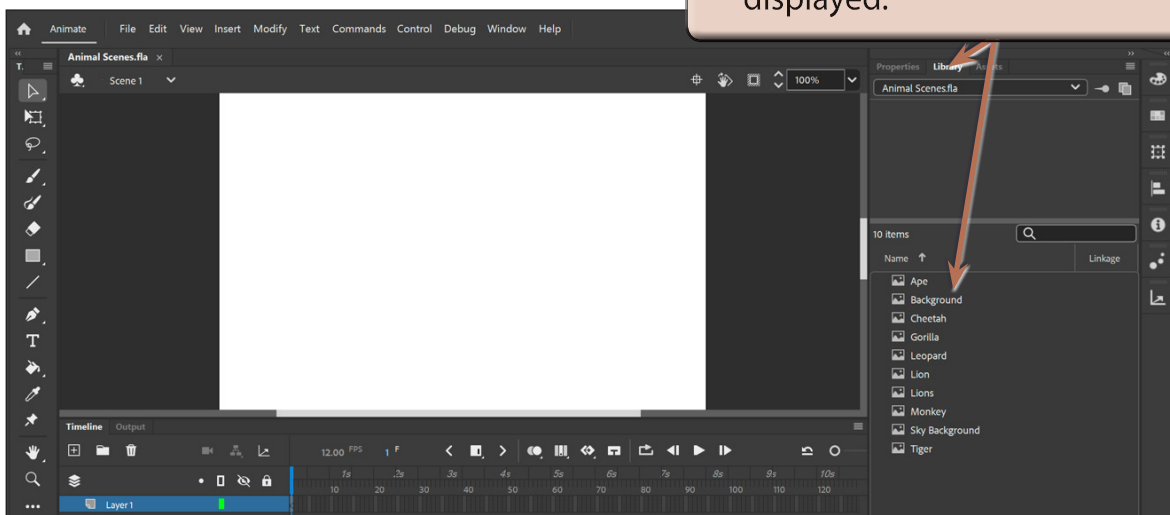 displayed.
Animate File Edit View Insert Modify Text Commands Control Debug Window Help
Animal Scenes.fla ×
Scene 1
100%
T.
Properties Library Assets
Animal Scenes.fla
10 items
Name Linkage
Ape
Background
Cheetah
Gorilla
Leopard
Lion
Lions
Monkey
Sky Background
Tiger
Timeline Output
12.00 FPS 1 F
1s 2s 3s 4s 5s 6s 7s 8s 9s 10s
10 20 30 40 50 60 70 80 90 100 110 120
Layer 1